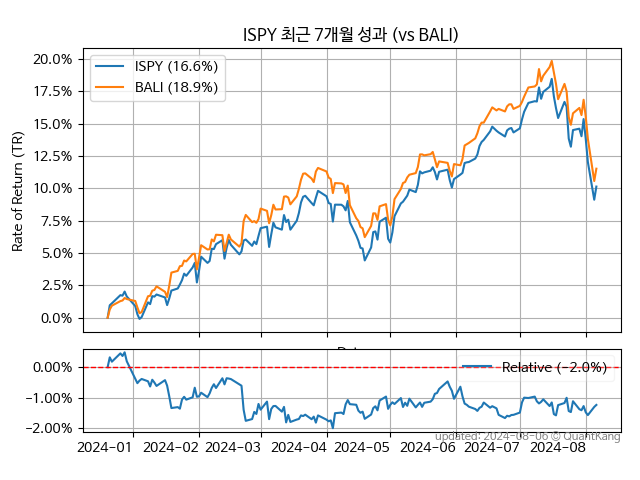 ISPY 최근 7개월 성과 (vs BALI)
Rate of Return (TR)
20.0%
17.5%
15.0%
12.5%
10.0%
7.5%
5.0%
2.5%
0.0%
ISPY (16.6%)
BALI (18.9%)
0.00%
−1.00%
−2.00%
Relative (−2.0%)
2024−01 2024−02 2024−03 2024−04 2024−05 2024−06 2024−07 2024−08
updated: 2024−08−06 © QuantKang